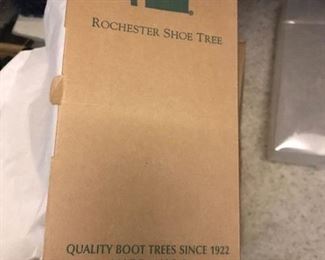 ROCHESTER SHOE TREE
QUALITY BOOT TREES SINCE 1922